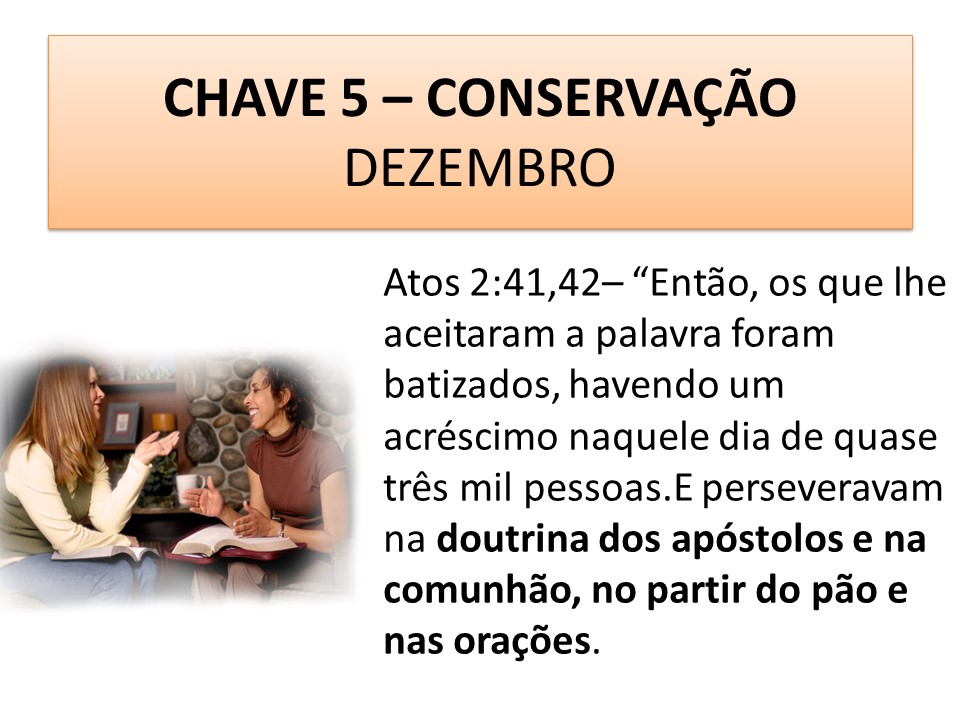 CHAVE 5 – CONSERVAÇÃO
DEZEMBRO
Atos 2:41,42– “Então, os que lhe
aceitaram a palavra foram
batizados, havendo um
acréscimo naquele dia de quase
três mil pessoas.E perseveravam
na doutrina dos apóstolos e na
comunhão, no partir do pão e
nas orações.